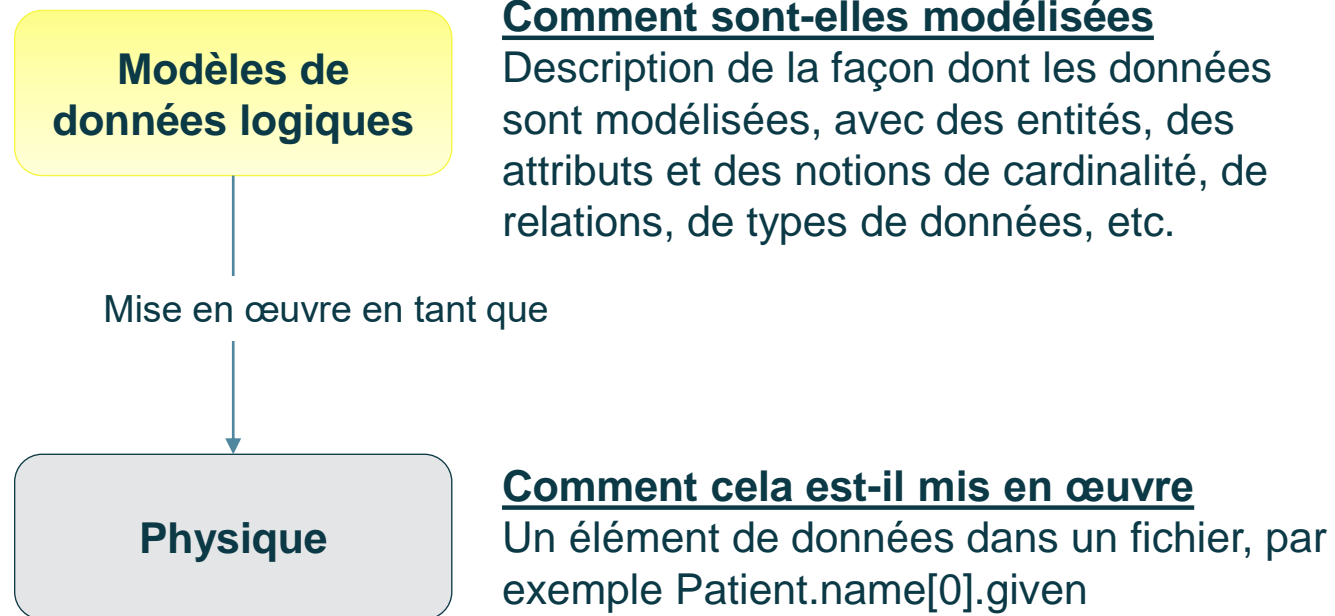 Modèles de
données logiques
Comment sont-elles modélisées
Description de la façon dont les données
sont modélisées, avec des entités, des
attributs et des notions de cardinalité, de
relations, de types de données, etc.
Mise en œuvre en tant que
Physique
Comment cela est-il mis en œuvre
Un élément de données dans un fichier, par
exemple Patient.name[0].given